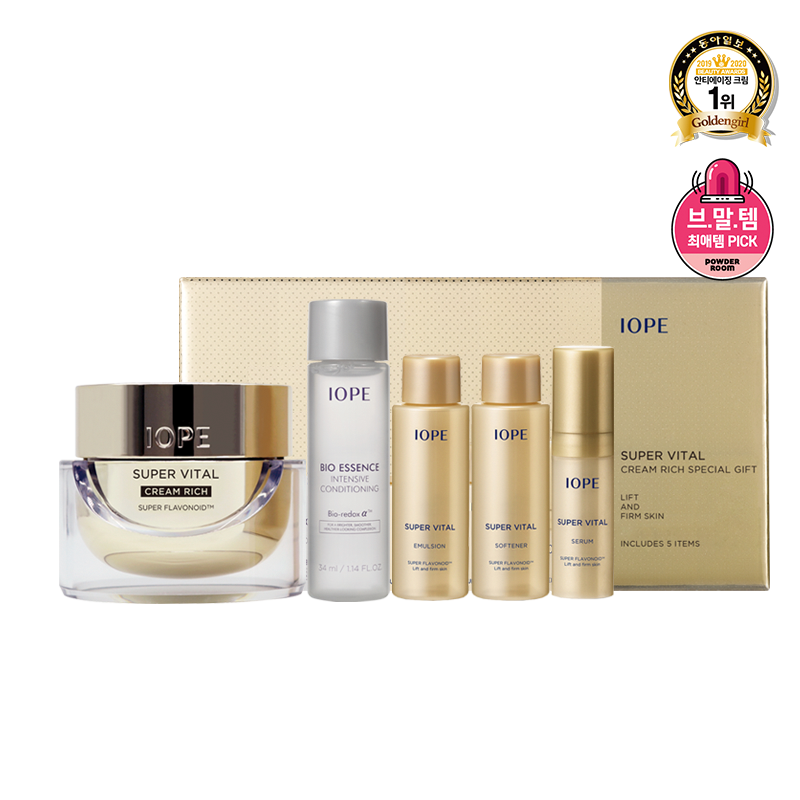 동아일보
2019 2020
BEAUTY AWARDS
안티에이징 크림
1위
Goldengirl
브.말.템
최애템 PICK
POWDER
ROOM
IOPE
SUPER VITAL
CREAM RICH SPECIAL GIFT
LIFT
AND
FIRM SKIN
INCLUDES 5 ITEMS
IOPE
SUPER VITAL
CREAM RICH
SUPER FLAVONOID™
IOPE
BIO ESSENCE
INTENSIVE
CONDITIONING
Bio-redox α™
34 ml / 1.14 FL.OZ
IOPE
SUPER VITAL
EMULSION
SUPER FLAVONOID™
Lift and firm skin
IOPE
SUPER VITAL
SOFTENER
SUPER FLAVONOID™
Lift and firm skin
IOPE
SUPER VITAL
SERUM
SUPER FLAVONOID™
Lift and firm skin